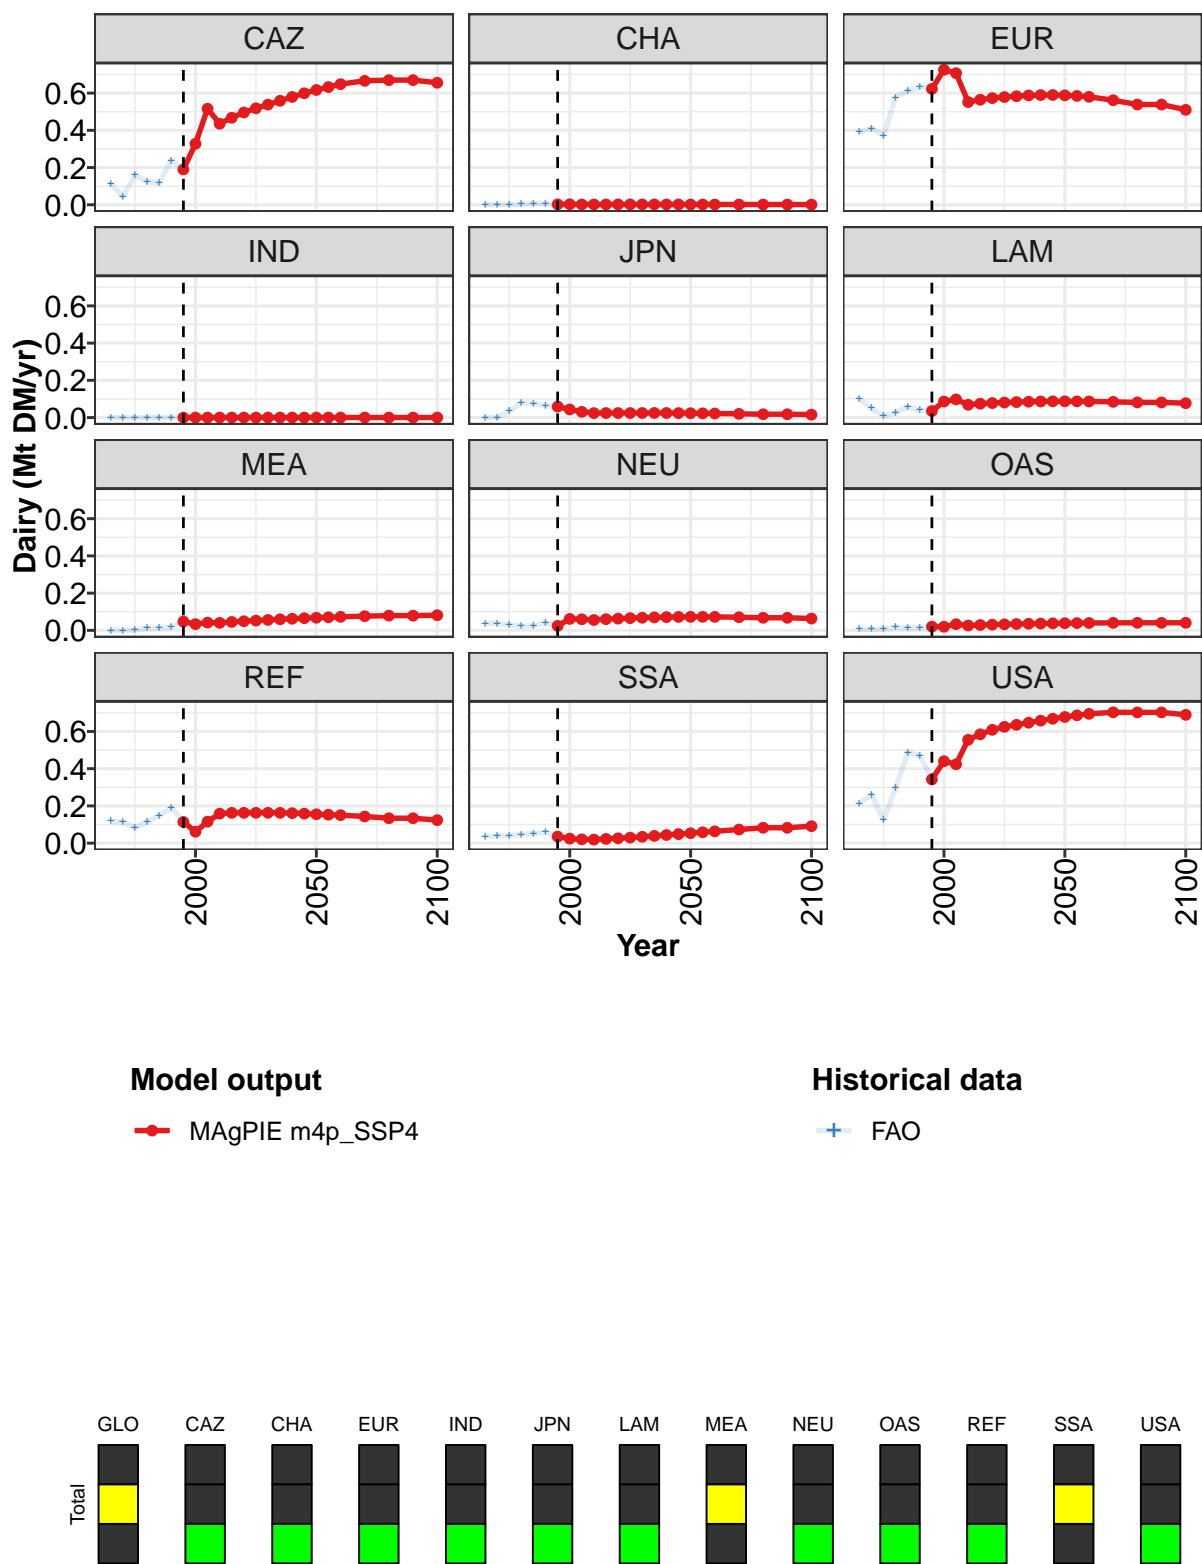 CAZ CHA EUR
0.6
0.4
0.2
0.0
IND JPN LAM
0.6
0.4
0.2
0.0
MEA NEU OAS
0.6
0.4
0.2
0.0
REF SSA USA
0.6
0.4
0.2
0.0
Dairy (Mt DM/yr)
2000 2050 2100 2000 2050 2100 2000 2050 2100
Year
Model output Historical data
MAgPIE m4p_SSP4 FAO
GLO CAZ CHA EUR IND JPN LAM MEA NEU OAS REF SSA USA
Total